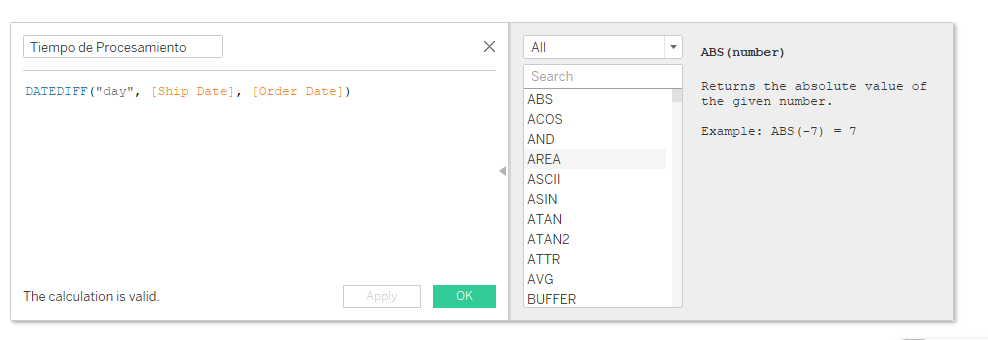 Tiempo de Procesamiento
DATEDIFF("day", [Ship Date], [Order Date])
The calculation is valid.
Apply
OK
All
Search
ABS
ACOS
AND
AREA
ASCII
ASIN
ATAN
ATAN2
ATTR
AVG
BUFFER
ABS(number)
Returns the absolute value of
the given number.
Example: ABS(-7) = 7